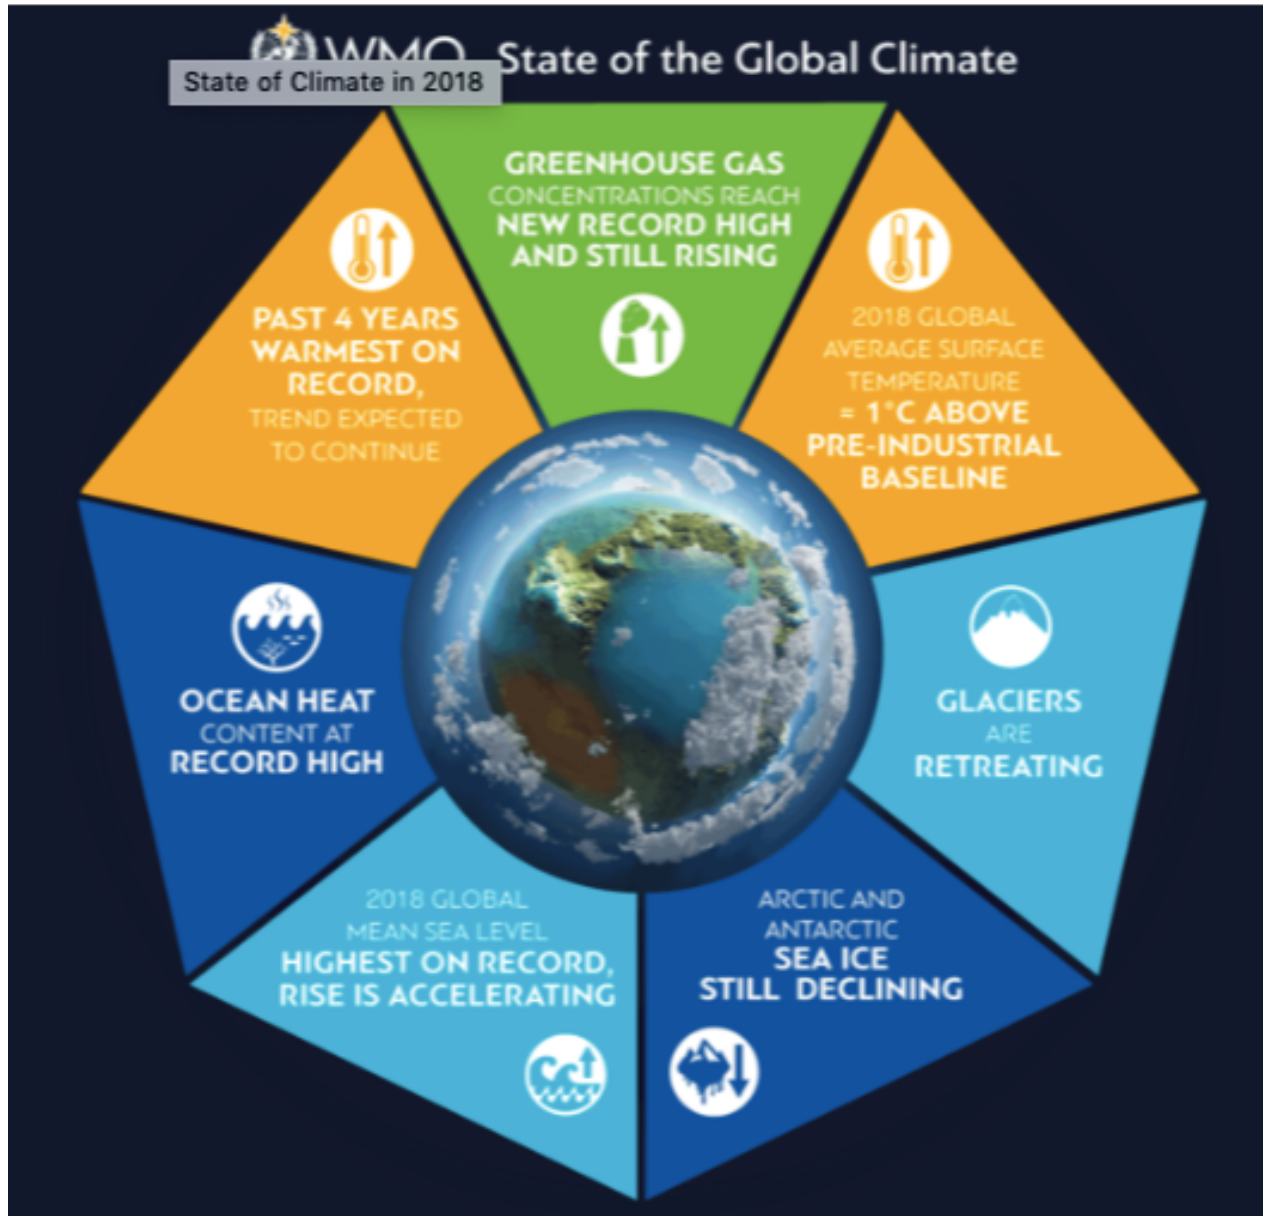 WMO State of the Global Climate
State of Climate in 2018
GREENHOUSE GAS
CONCENTRATIONS REACH
NEW RECORD HIGH
AND STILL RISING
PAST 4 YEARS
WARMEST ON
RECORD,
TREND EXPECTED
TO CONTINUE
2018 GLOBAL
AVERAGE SURFACE
TEMPERATURE
≈ 1°C ABOVE
PRE-INDUSTRIAL
BASELINE
OCEAN HEAT
CONTENT AT
RECORD HIGH
GLACIERS
ARE
RETREATING
2018 GLOBAL
MEAN SEA LEVEL
HIGHEST ON RECORD,
RISE IS ACCELERATING
ARCTIC AND
ANTARCTIC
SEA ICE
STILL DECLINING